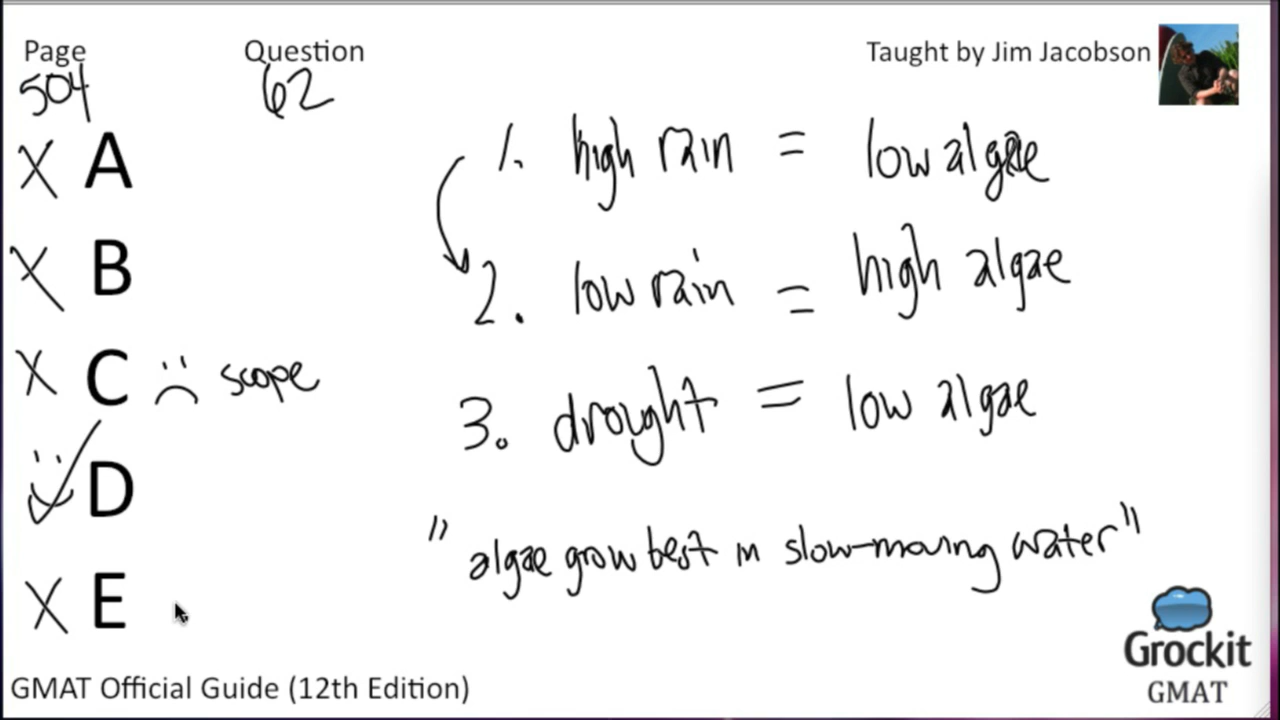 Page Question Taught by Jim Jacobson
504 62
X A
X B
X C scope
D
X E
1. high rain = low algae
2. low rain = high algae
3. drought = low algae
"algae grow best in slow-moving water"
Grockit
GMAT
GMAT Official Guide (12th Edition)